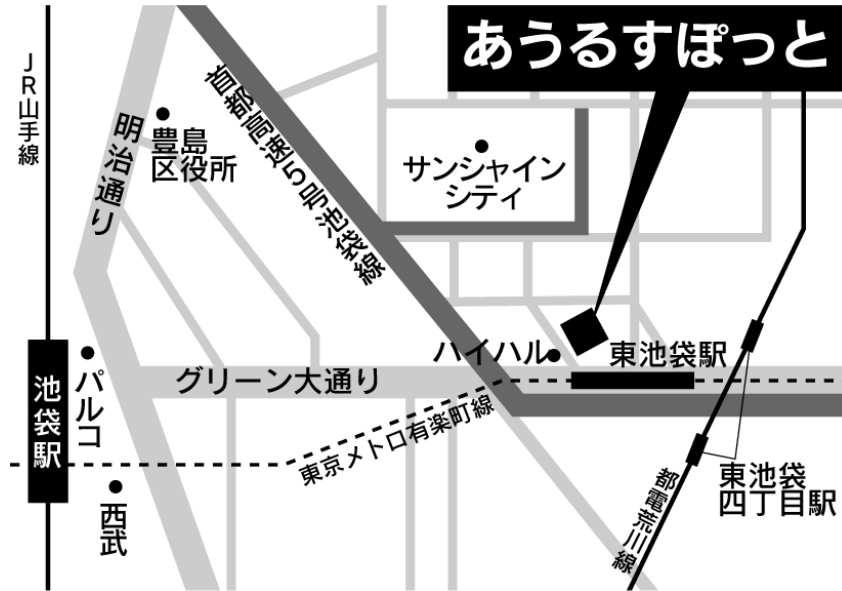 あうるすぽっと
JR山手線
明治通り
豊島
区役所
首都高速5号池袋線
サンシャイン
シティ
池袋駅
パルコ
グリーン大通り
ハイハル
東池袋駅
東京メトロ有楽町線
西武
都電荒川線
東池袋
四丁目駅